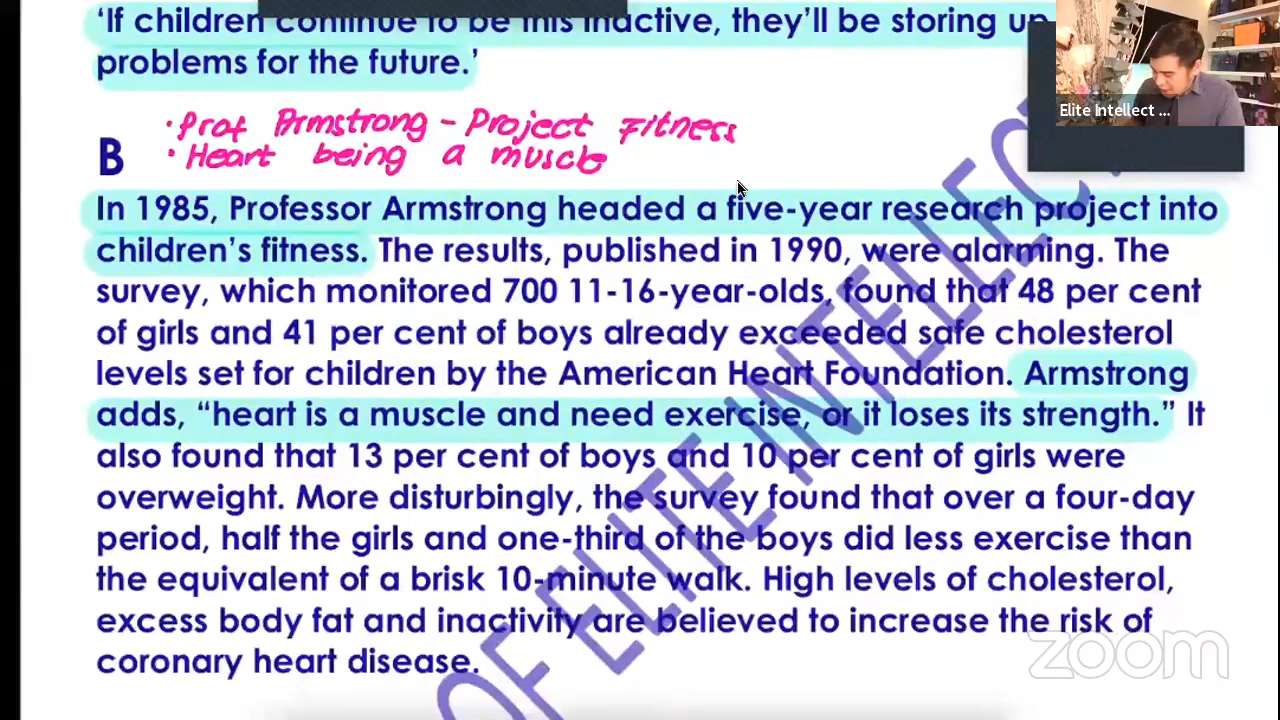 ‘If children continue to be this inactive, they’ll be storing up
problems for the future.’
Elite Intellect ...
• Prof Armstrong - Project Fitness
• Heart being a muscle
B
In 1985, Professor Armstrong headed a five-year research project into
children’s fitness. The results, published in 1990, were alarming. The
survey, which monitored 700 11-16-year-olds, found that 48 per cent
of girls and 41 per cent of boys already exceeded safe cholesterol
levels set for children by the American Heart Foundation. Armstrong
adds, “heart is a muscle and need exercise, or it loses its strength.” It
also found that 13 per cent of boys and 10 per cent of girls were
overweight. More disturbingly, the survey found that over a four-day
period, half the girls and one-third of the boys did less exercise than
the equivalent of a brisk 10-minute walk. High levels of cholesterol,
excess body fat and inactivity are believed to increase the risk of
coronary heart disease.
OF ELITE INTELLECT
zoom